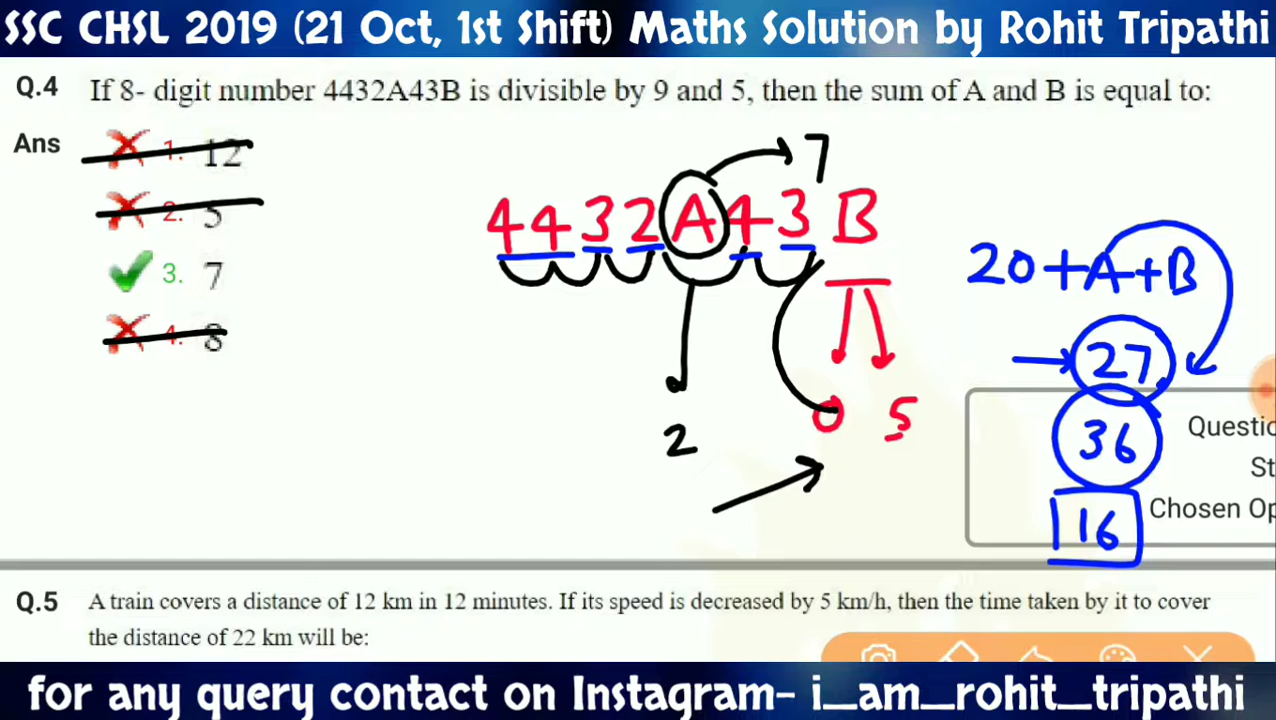 SSC CHSL 2019 (21 Oct, 1st Shift) Maths Solution by Rohit Tripathi
Q.4 If 8- digit number 4432A43B is divisible by 9 and 5, then the sum of A and B is equal to:
Ans
1. 12
2. 5
3. 7
4. 8
7
4432A43B
20+A+B
27
0 5
36
2
16
Questio
St
Chosen Op
Q.5 A train covers a distance of 12 km in 12 minutes. If its speed is decreased by 5 km/h, then the time taken by it to cover
the distance of 22 km will be:
for any query contact on Instagram- i_am_rohit_tripathi